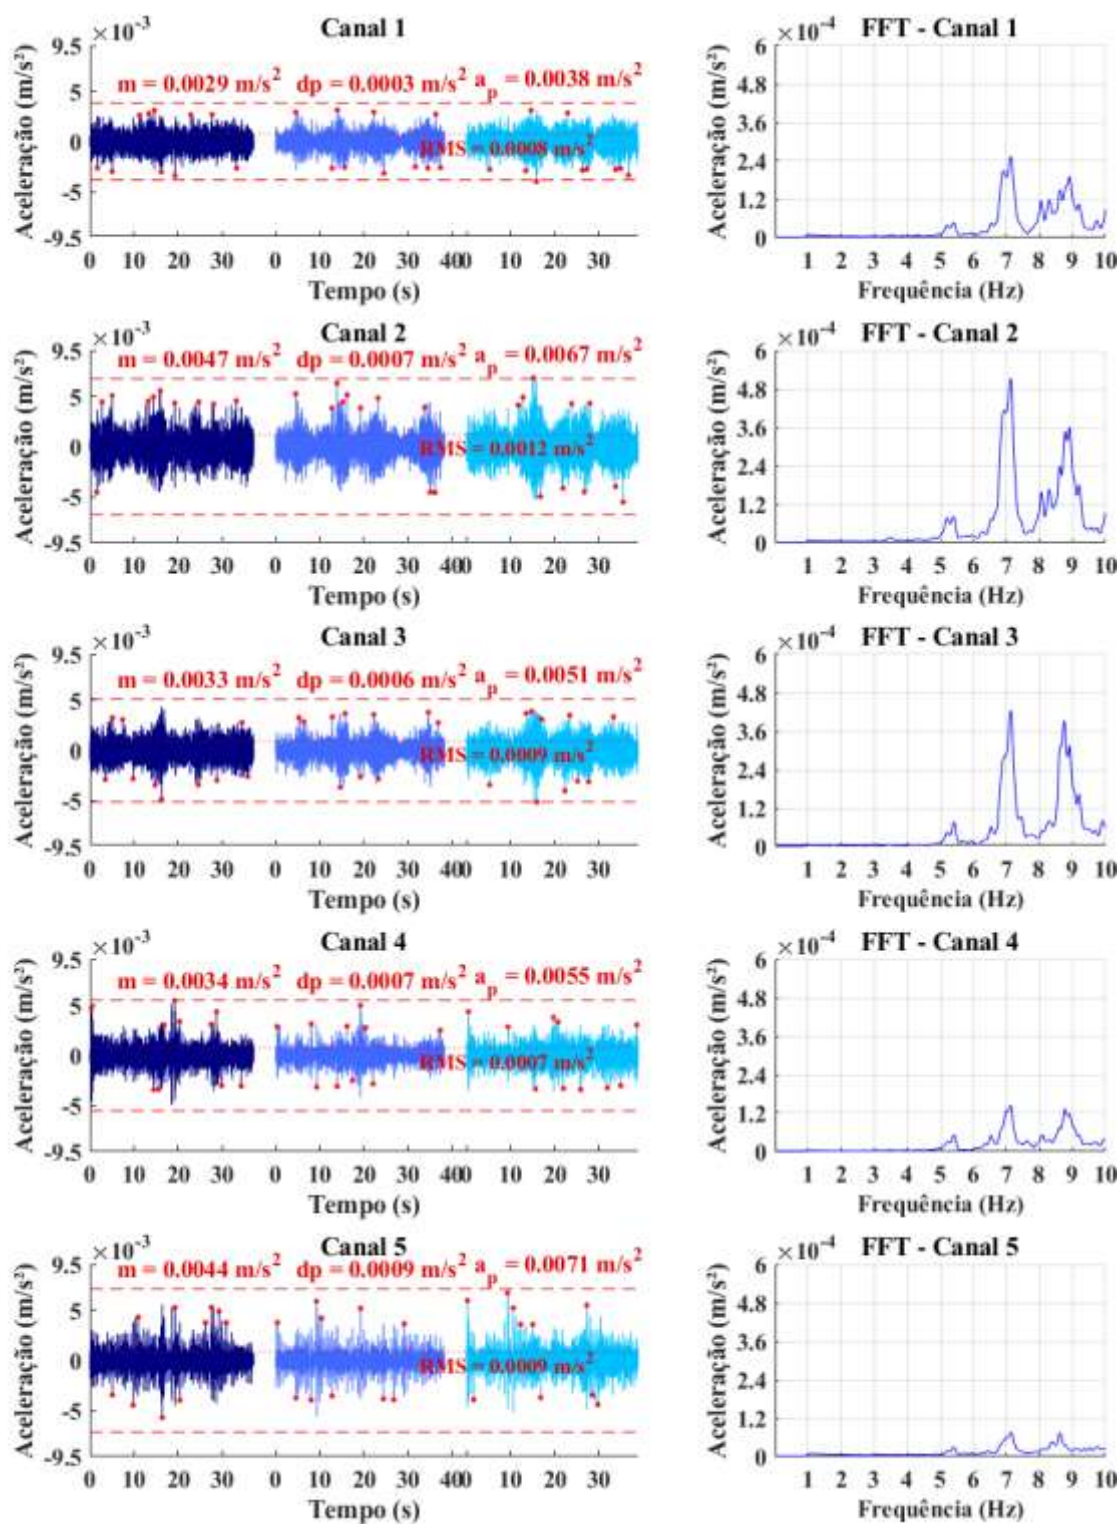 ×10⁻³ Canal 1
Aceleração (m/s²)
9.5
5
0
-5
-9.5
m = 0.0029 m/s² dp = 0.0003 m/s² a_p = 0.0038 m/s²
RMS = 0.0008 m/s²
0 10 20 30 0 10 20 30 400 10 20 30
Tempo (s)
×10⁻⁴ FFT - Canal 1
Aceleração (m/s²)
6
4.8
3.6
2.4
1.2
0
1 2 3 4 5 6 7 8 9 10
Frequência (Hz)
×10⁻³ Canal 2
Aceleração (m/s²)
9.5
5
0
-5
-9.5
m = 0.0047 m/s² dp = 0.0007 m/s² a_p = 0.0067 m/s²
RMS = 0.0012 m/s²
0 10 20 30 0 10 20 30 400 10 20 30
Tempo (s)
×10⁻⁴ FFT - Canal 2
Aceleração (m/s²)
6
4.8
3.6
2.4
1.2
0
1 2 3 4 5 6 7 8 9 10
Frequência (Hz)
×10⁻³ Canal 3
Aceleração (m/s²)
9.5
5
0
-5
-9.5
m = 0.0033 m/s² dp = 0.0006 m/s² a_p = 0.0051 m/s²
RMS = 0.0009 m/s²
0 10 20 30 0 10 20 30 400 10 20 30
Tempo (s)
×10⁻⁴ FFT - Canal 3
Aceleração (m/s²)
6
4.8
3.6
2.4
1.2
0
1 2 3 4 5 6 7 8 9 10
Frequência (Hz)
×10⁻³ Canal 4
Aceleração (m/s²)
9.5
5
0
-5
-9.5
m = 0.0034 m/s² dp = 0.0007 m/s² a_p = 0.0055 m/s²
RMS = 0.0007 m/s²
0 10 20 30 0 10 20 30 400 10 20 30
Tempo (s)
×10⁻⁴ FFT - Canal 4
Aceleração (m/s²)
6
4.8
3.6
2.4
1.2
0
1 2 3 4 5 6 7 8 9 10
Frequência (Hz)
×10⁻³ Canal 5
Aceleração (m/s²)
9.5
5
0
-5
-9.5
m = 0.0044 m/s² dp = 0.0009 m/s² a_p = 0.0071 m/s²
RMS = 0.0009 m/s²
0 10 20 30 0 10 20 30 400 10 20 30
Tempo (s)
×10⁻⁴ FFT - Canal 5
Aceleração (m/s²)
6
4.8
3.6
2.4
1.2
0
1 2 3 4 5 6 7 8 9 10
Frequência (Hz)